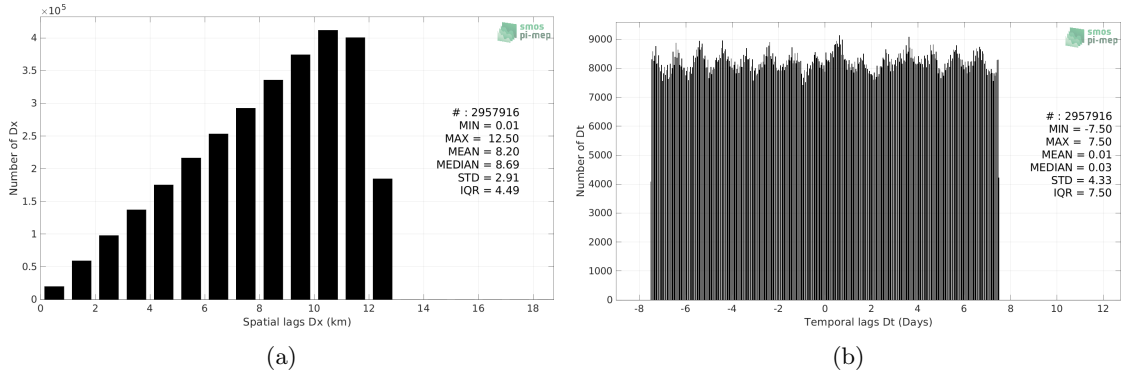 ×10⁵
smos
pi-mep
4
3.5
3
2.5
2
1.5
1
0.5
0
Number of Dx
# : 2957916
MIN = 0.01
MAX = 12.50
MEAN = 8.20
MEDIAN = 8.69
STD = 2.91
IQR = 4.49
0 2 4 6 8 10 12 14 16 18
Spatial lags Dx (km)
(a)
smos
pi-mep
9000
8000
7000
6000
5000
4000
3000
2000
1000
0
Number of Dt
# : 2957916
MIN = -7.50
MAX = 7.50
MEAN = 0.01
MEDIAN = 0.03
STD = 4.33
IQR = 7.50
-8 -6 -4 -2 0 2 4 6 8 10 12
Temporal lags Dt (Days)
(b)